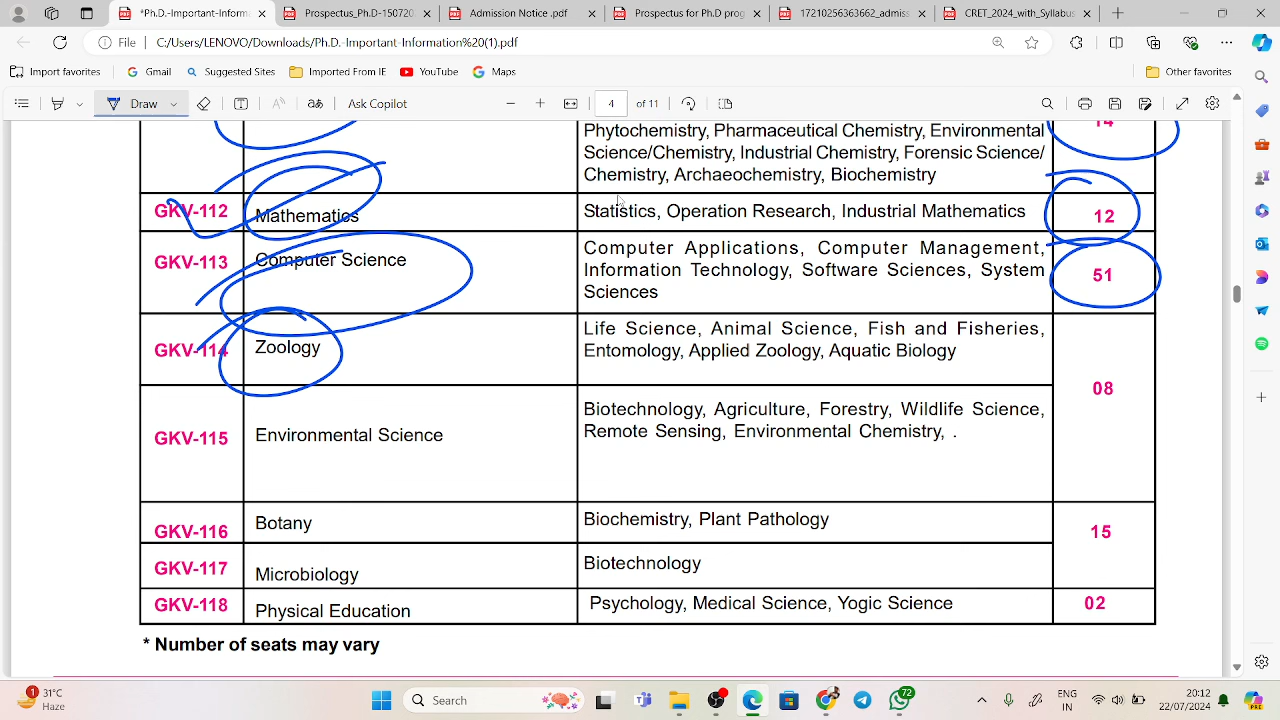 *Ph.D.-Important-Inform
Prospectus_Ph.D-150720
Admission Notice .pdf
Prospectus for Ph.D prog
17330256363662_admiss
CRET_2024_with_Syllabus
File
C:/Users/LENOVO/Downloads/Ph.D.-Important-Information%20(1).pdf
Import favorites
Gmail
Suggested Sites
Imported From IE
YouTube
Maps
Other favorites
Draw
Ask Copilot
4 of 11
Phytochemistry, Pharmaceutical Chemistry, Environmental
14
Science/Chemistry, Industrial Chemistry, Forensic Science/
Chemistry, Archaeochemistry, Biochemistry
GKV-112 Mathematics Statistics, Operation Research, Industrial Mathematics 12
GKV-113 Computer Science Computer Applications, Computer Management,
Information Technology, Software Sciences, System 51
Sciences
GKV-114 Zoology Life Science, Animal Science, Fish and Fisheries,
Entomology, Applied Zoology, Aquatic Biology
08
GKV-115 Environmental Science Biotechnology, Agriculture, Forestry, Wildlife Science,
Remote Sensing, Environmental Chemistry, .
GKV-116 Botany Biochemistry, Plant Pathology 15
GKV-117 Microbiology Biotechnology
GKV-118 Physical Education Psychology, Medical Science, Yogic Science 02
* Number of seats may vary
1
31°C
Haze
Search
72
ENG
IN
20:12
22/07/2024